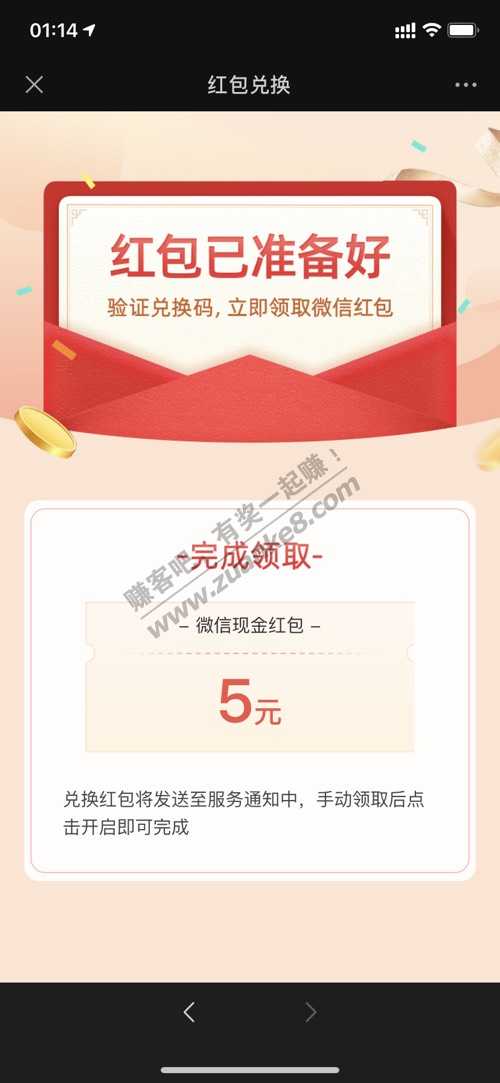 01:14
红包兑换
红包已准备好
验证兑换码, 立即领取微信红包
赚客吧，有奖一起赚！
www.zuanke8.com
-完成领取-
– 微信现金红包 –
5元
兑换红包将发送至服务通知中，手动领取后点
击开启即可完成